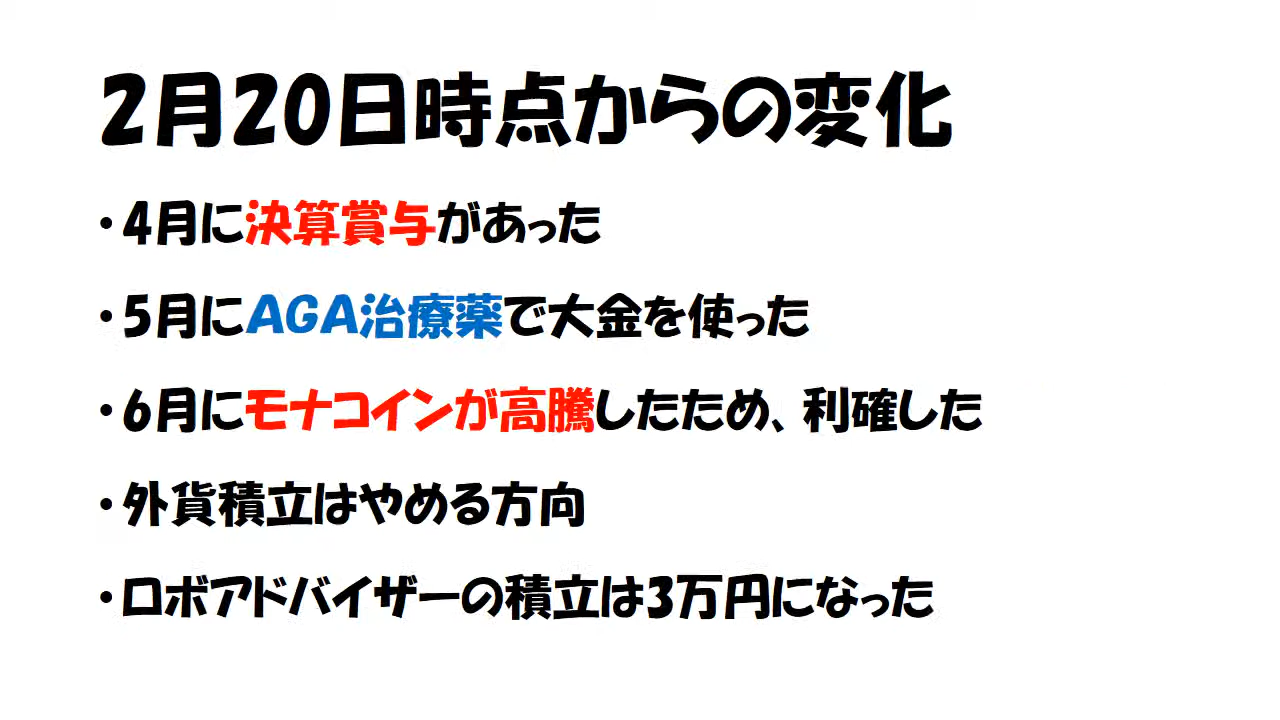 2月20日時点からの変化
・4月に決算賞与があった
・5月にAGA治療薬で大金を使った
・6月にモナコインが高騰したため、利確した
・外貨積立はやめる方向
・ロボアドバイザーの積立は3万円になった